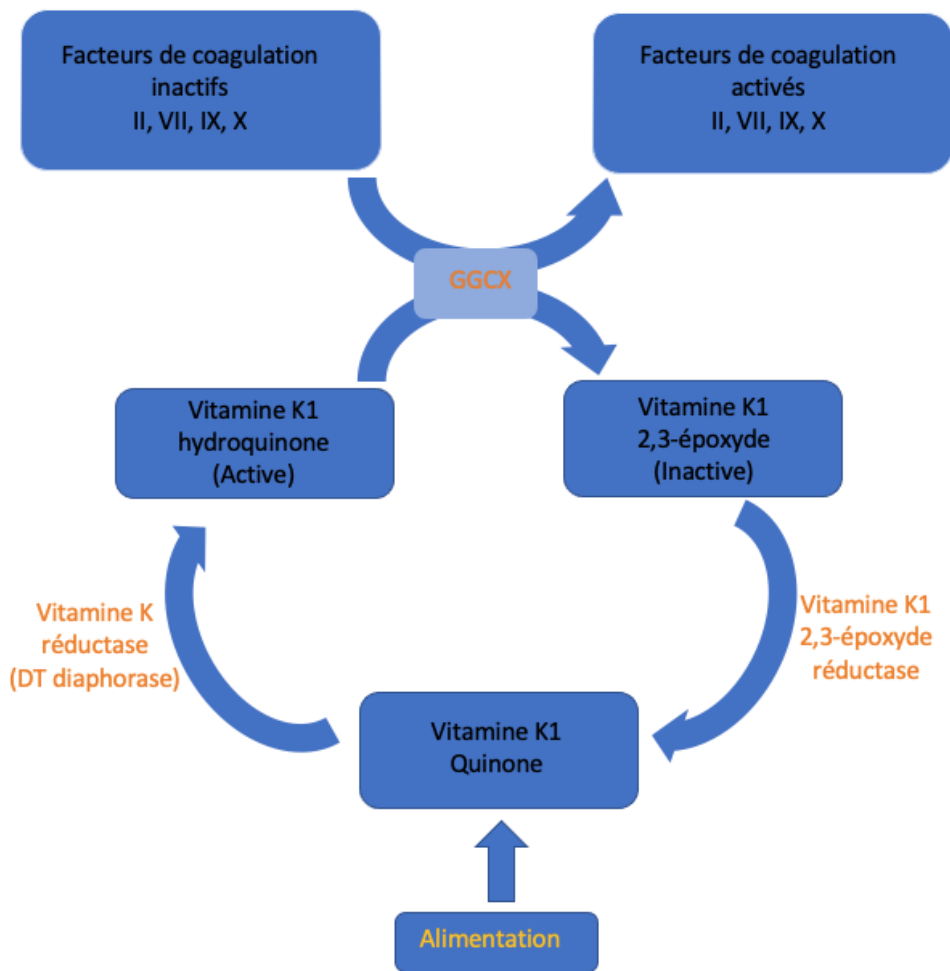 Facteurs de coagulation
inactifs
II, VII, IX, X
Facteurs de coagulation
activés
II, VII, IX, X
GGCX
Vitamine K1
hydroquinone
(Active)
Vitamine K1
2,3-époxyde
(Inactive)
Vitamine K
réductase
(DT diaphorase)
Vitamine K1
2,3-époxyde
réductase
Vitamine K1
Quinone
Alimentation